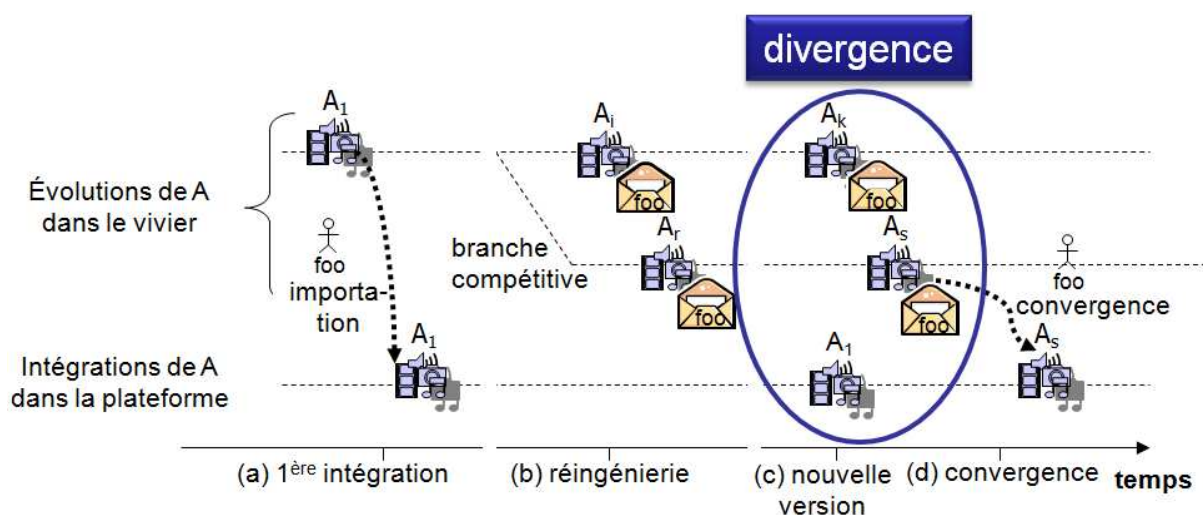 divergence
A1
Ai
Ak
Évolutions de A
dans le vivier
foo
importa-
tion
branche
compétitive
foo
Ar
foo
foo
As
foo
foo
convergence
Intégrations de A
dans la plateforme
A1
A1
As
(a) 1ère intégration
(b) réingénierie
(c) nouvelle
version
(d) convergence
temps